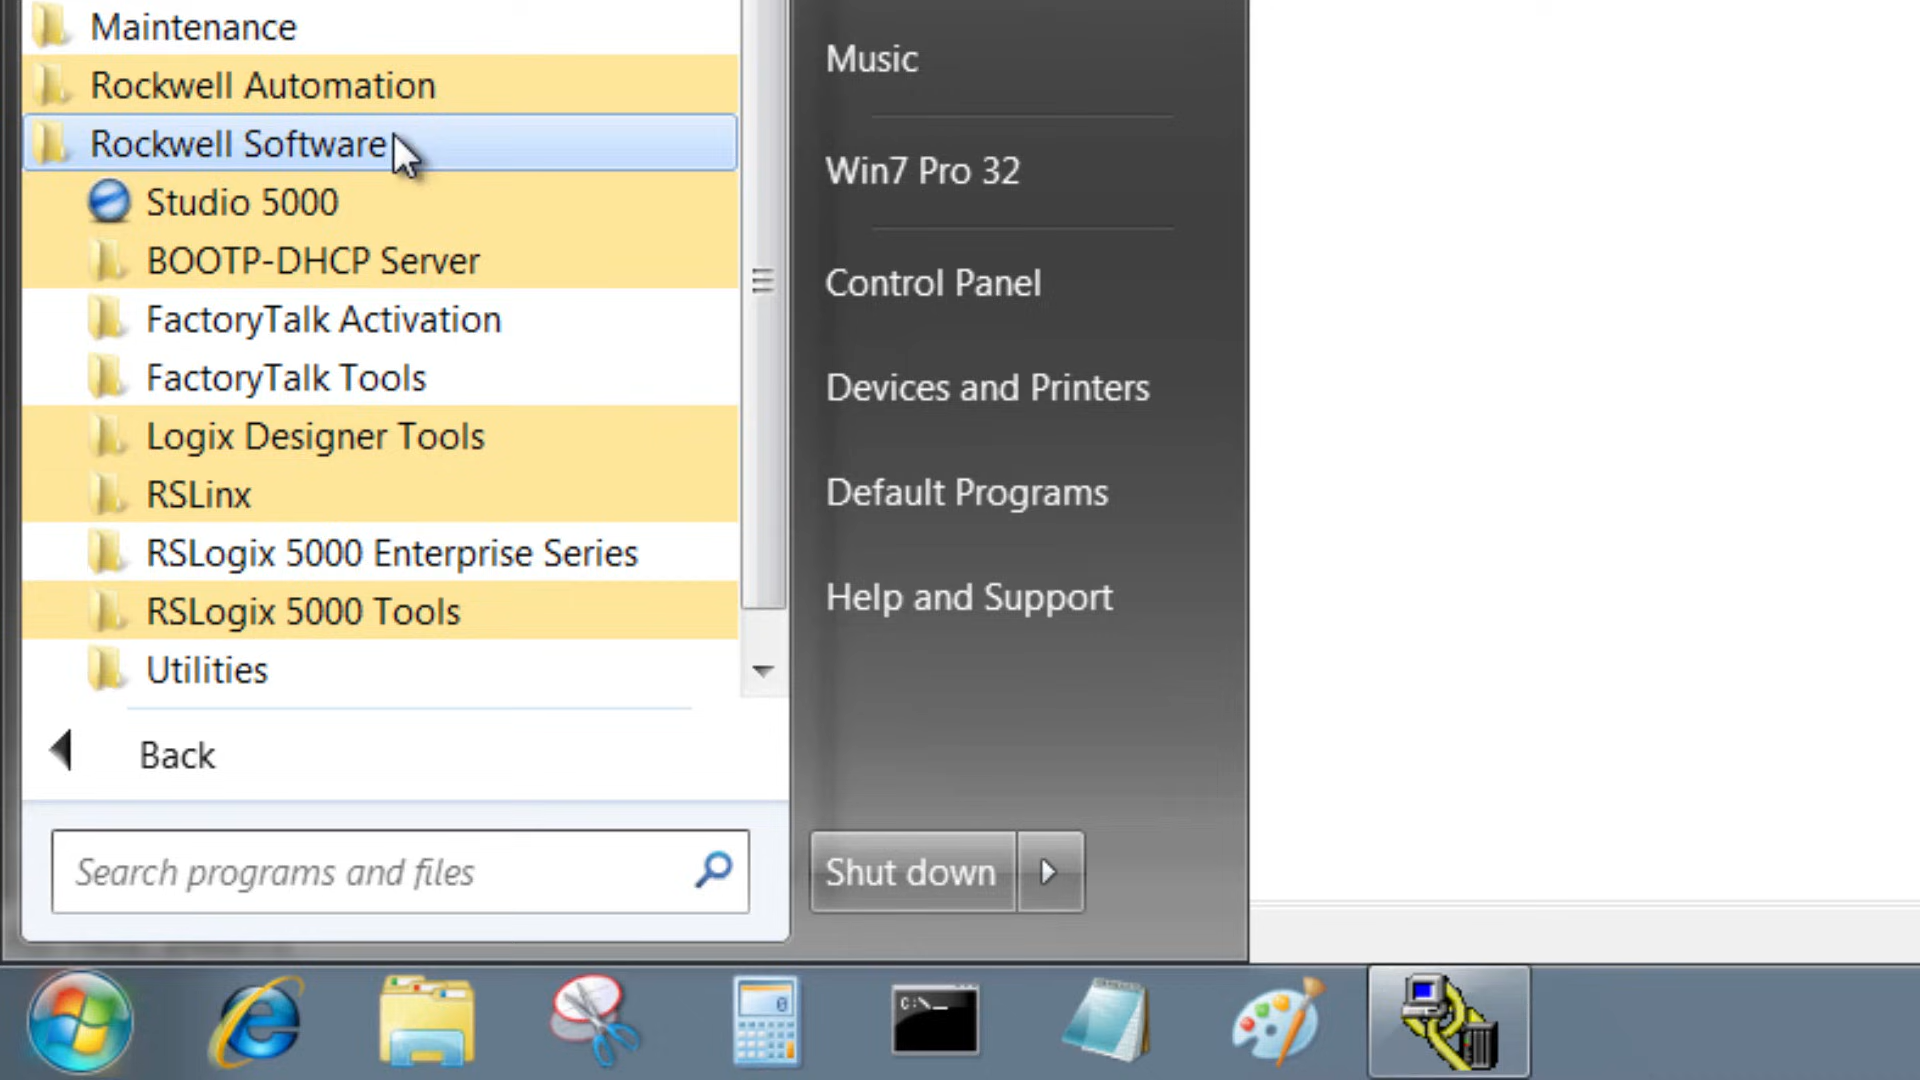 Maintenance
Rockwell Automation
Rockwell Software
Studio 5000
BOOTP-DHCP Server
FactoryTalk Activation
FactoryTalk Tools
Logix Designer Tools
RSLinx
RSLogix 5000 Enterprise Series
RSLogix 5000 Tools
Utilities
Back
Search programs and files
Music
Win7 Pro 32
Control Panel
Devices and Printers
Default Programs
Help and Support
Shut down
0
C:\_